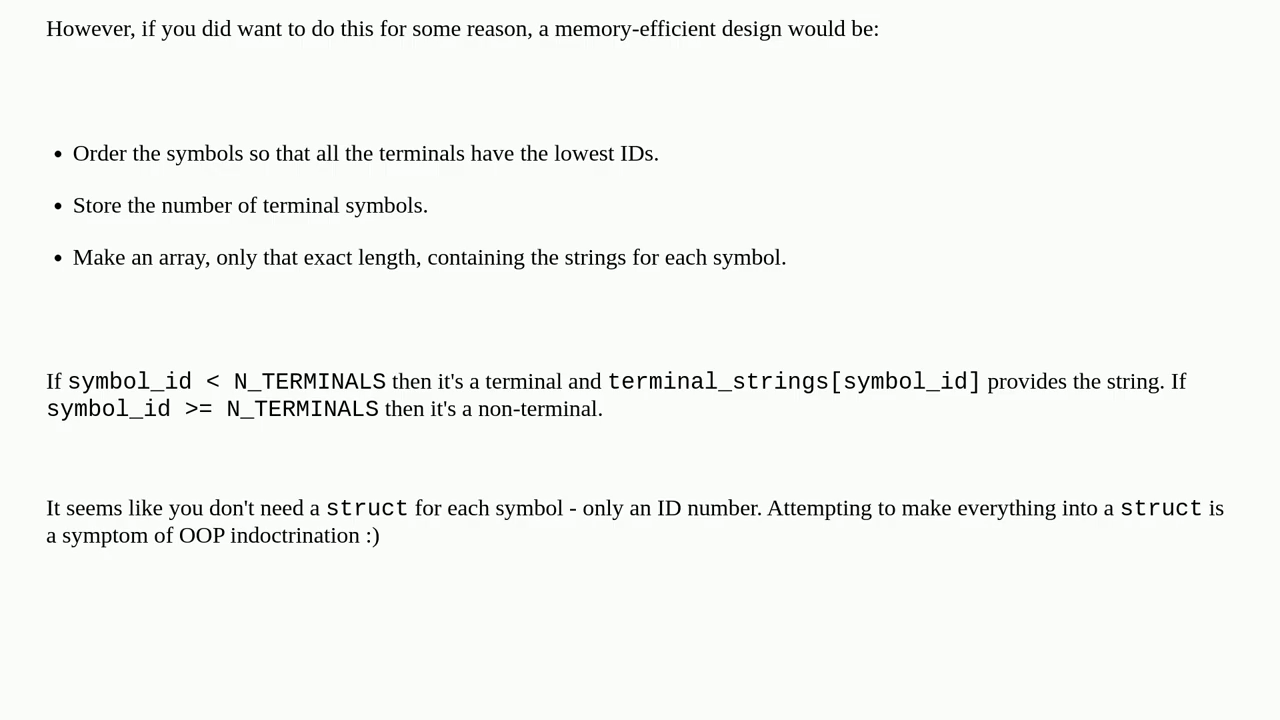 However, if you did want to do this for some reason, a memory-efficient design would be:
• Order the symbols so that all the terminals have the lowest IDs.
• Store the number of terminal symbols.
• Make an array, only that exact length, containing the strings for each symbol.
If symbol_id < N_TERMINALS then it's a terminal and terminal_strings[symbol_id] provides the string. If
symbol_id >= N_TERMINALS then it's a non-terminal.
It seems like you don't need a struct for each symbol - only an ID number. Attempting to make everything into a struct is
a symptom of OOP indoctrination :)